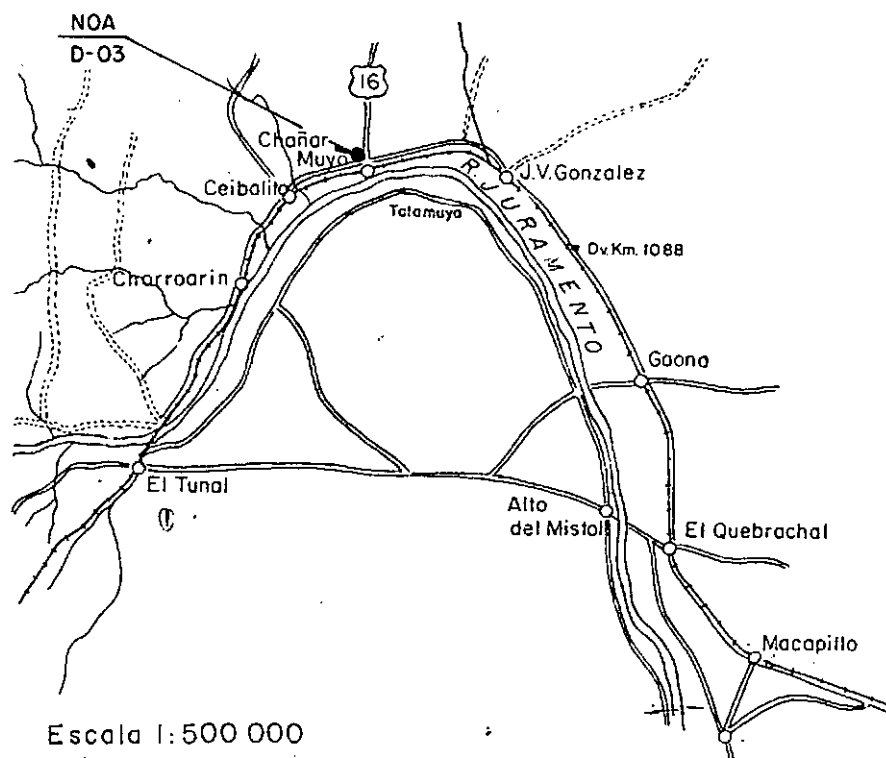 NOA
D-03
16
Chañar
Muyo
Ceibalito
J.V. Gonzalez
R. JURAMENTO
Tatamuya
Dv. Km. 1088
Chorroarin
Gaona
El Tunal
Alto
del Mistol
El Quebrachal
Macapillo
Escala 1:500 000